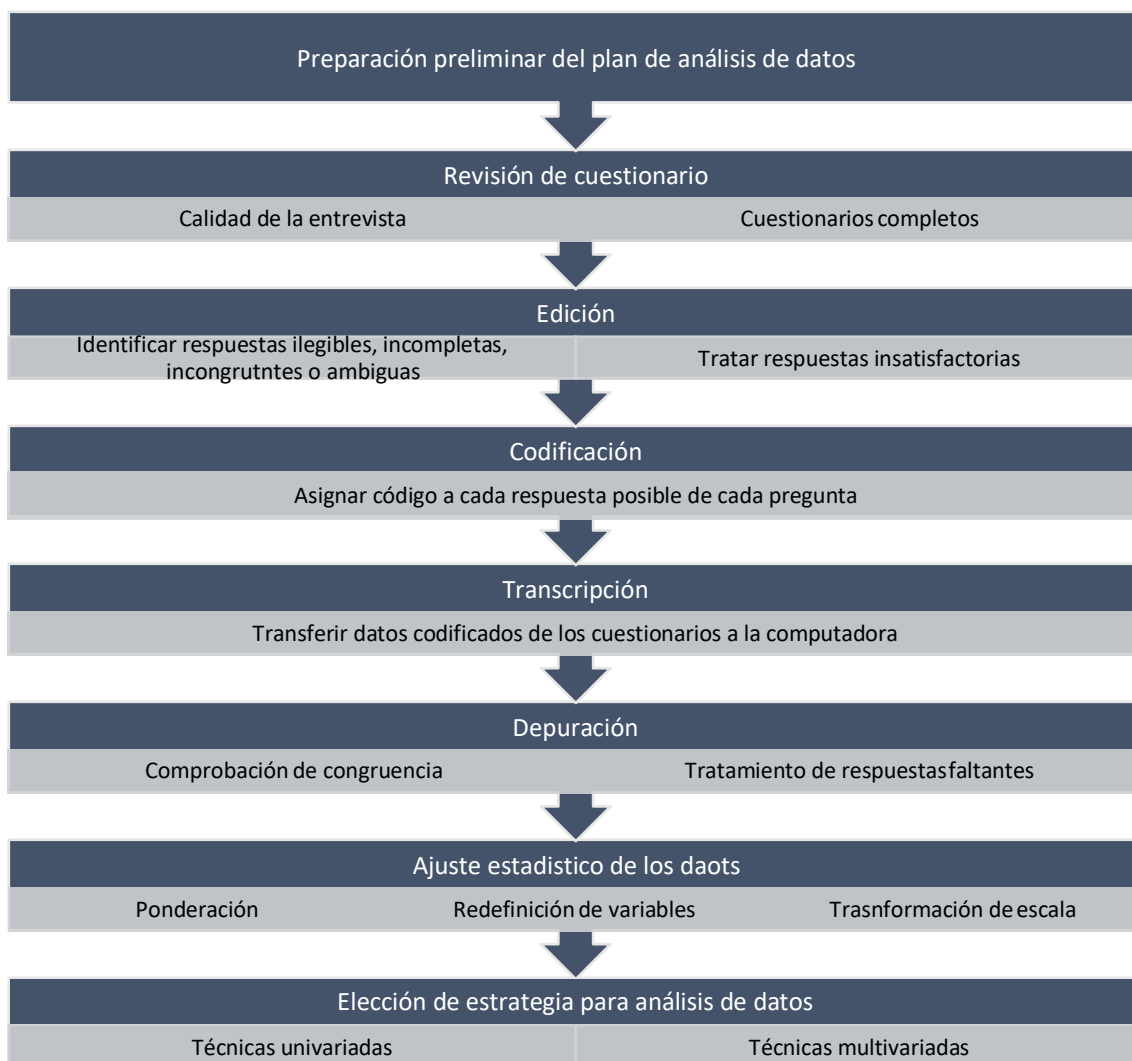 Preparación preliminar del plan de análisis de datos
Revisión de cuestionario
Calidad de la entrevista
Cuestionarios completos
Edición
Identificar respuestas ilegibles, incompletas,
incongrutntes o ambiguas
Tratar respuestas insatisfactorias
Codificación
Asignar código a cada respuesta posible de cada pregunta
Transcripción
Transferir datos codificados de los cuestionarios a la computadora
Depuración
Comprobación de congruencia
Tratamiento de respuestas faltantes
Ajuste estadistico de los daots
Ponderación
Redefinición de variables
Trasnformación de escala
Elección de estrategia para análisis de datos
Técnicas univariadas
Técnicas multivariadas